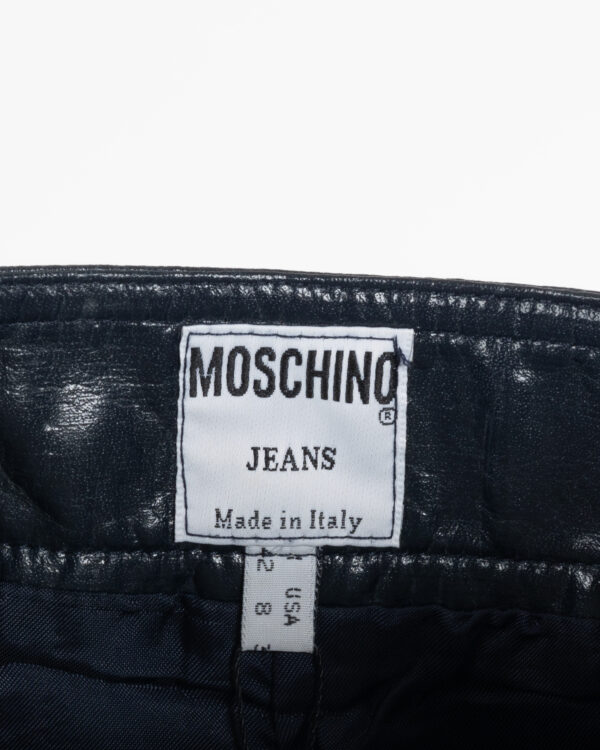 MOSCHINO
®
JEANS
Made in Italy
USA
42 8